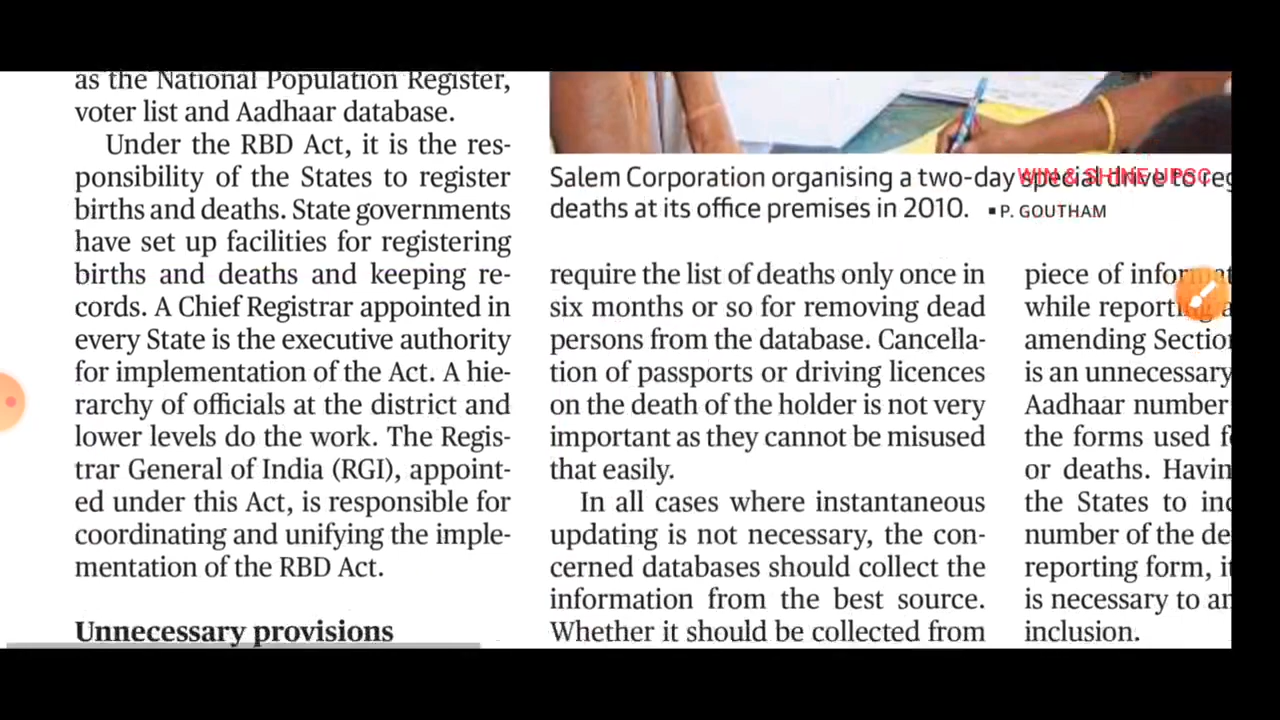 as the National Population Register,
voter list and Aadhaar database.
Under the RBD Act, it is the res-
ponsibility of the States to register
births and deaths. State governments
have set up facilities for registering
births and deaths and keeping re-
cords. A Chief Registrar appointed in
every State is the executive authority
for implementation of the Act. A hie-
rarchy of officials at the district and
lower levels do the work. The Regis-
trar General of India (RGI), appoint-
ed under this Act, is responsible for
coordinating and unifying the imple-
mentation of the RBD Act.
Unnecessary provisions
Salem Corporation organising a two-day special drive to reg
deaths at its office premises in 2010. ▪P. GOUTHAM
WIN & SHINE UPSC
require the list of deaths only once in
six months or so for removing dead
persons from the database. Cancella-
tion of passports or driving licences
on the death of the holder is not very
important as they cannot be misused
that easily.
In all cases where instantaneous
updating is not necessary, the con-
cerned databases should collect the
information from the best source.
Whether it should be collected from
piece of
while reporting
amending
is an unnecessary
Aadhaar number
the forms used
or deaths.
the States to
number of the
reporting form,
is necessary to
inclusion.